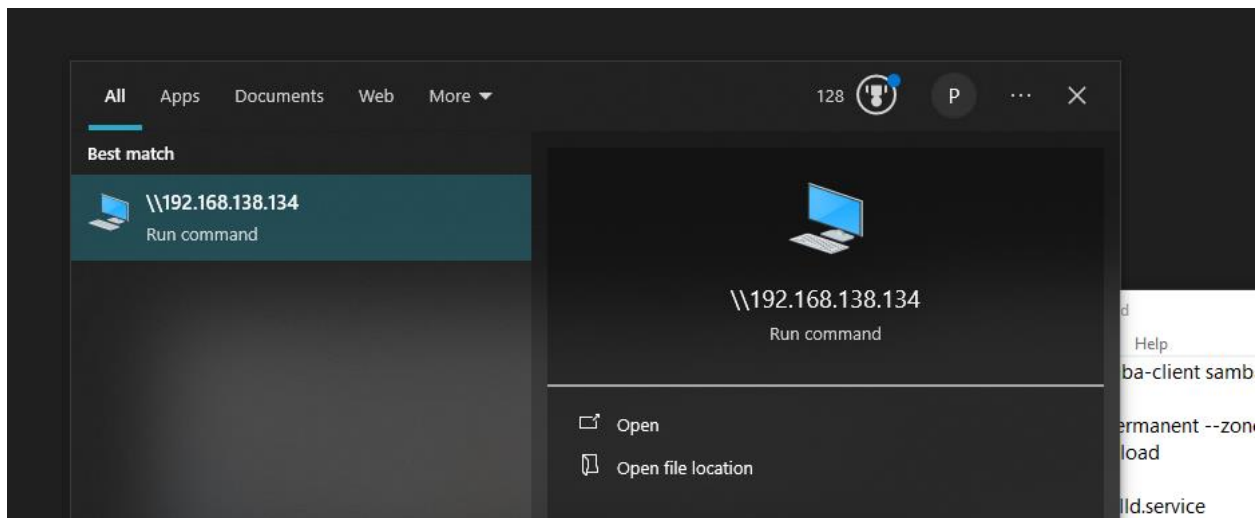 All Apps Documents Web More 128 P ...
Best match
\\192.168.138.134
Run command
\\192.168.138.134
Run command
Open
Open file location
d
Help
ba-client samb
ermanent --zon
load
lld.service